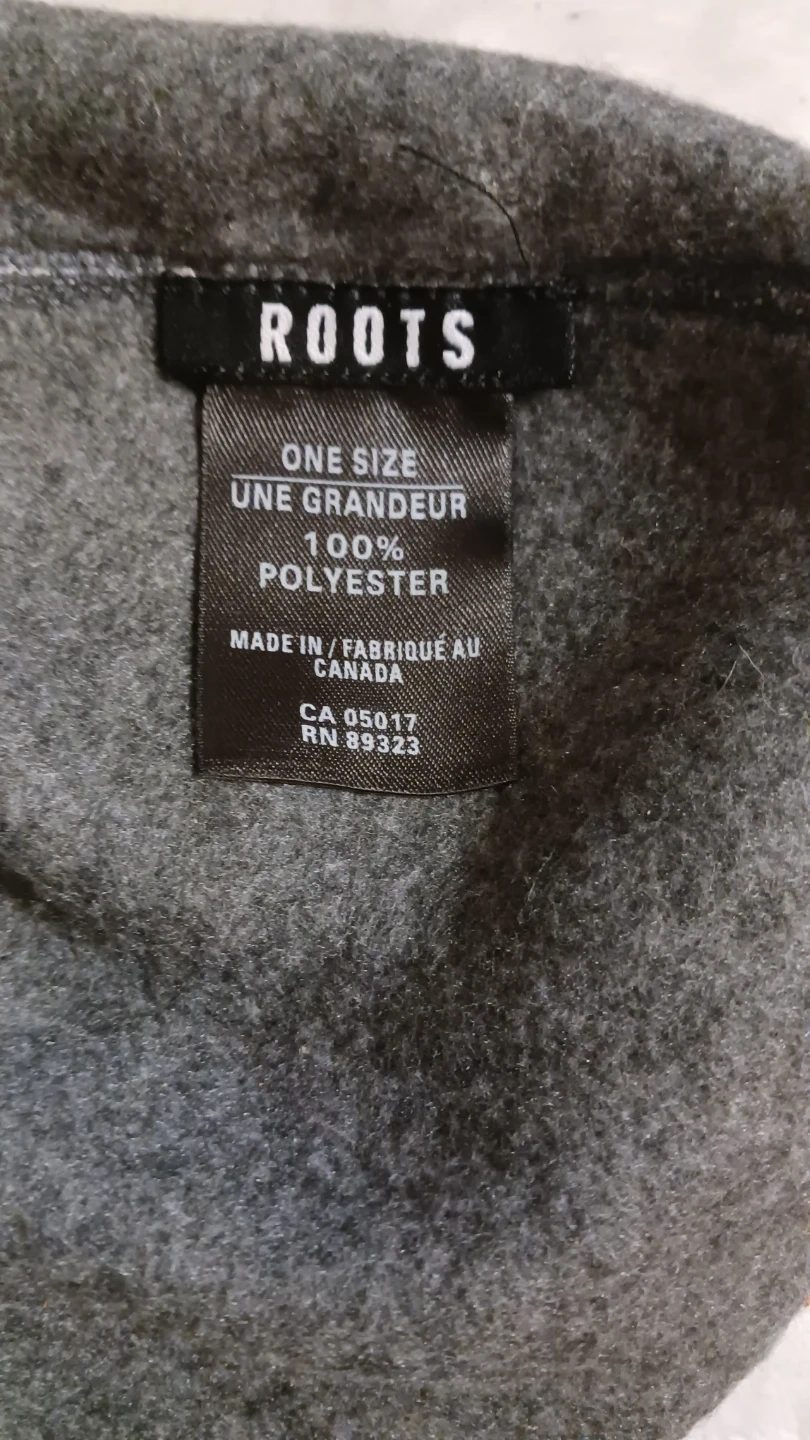 ROOTS
ONE SIZE
UNE GRANDEUR
100%
POLYESTER
MADE IN / FABRIQUÉ AU
CANADA
CA 05017
RN 89323